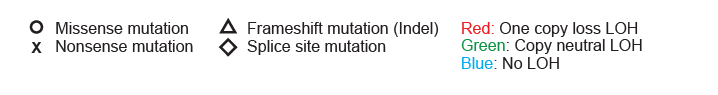 Missense mutation
x Nonsense mutation
Frameshift mutation (Indel)
Splice site mutation
Red: One copy loss LOH
Green: Copy neutral LOH
Blue: No LOH